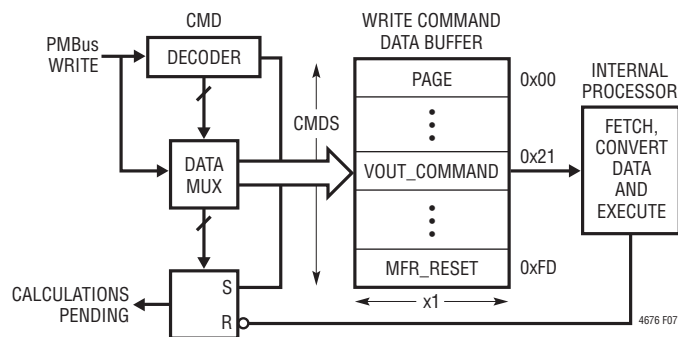 CMD
PMBus
WRITE
DECODER
CMDS
DATA
MUX
S
R
CALCULATIONS
PENDING
WRITE COMMAND
DATA BUFFER
PAGE
0x00
VOUT_COMMAND
0x21
MFR_RESET
0xFD
x1
INTERNAL
PROCESSOR
FETCH,
CONVERT
DATA
AND
EXECUTE
4676 F07